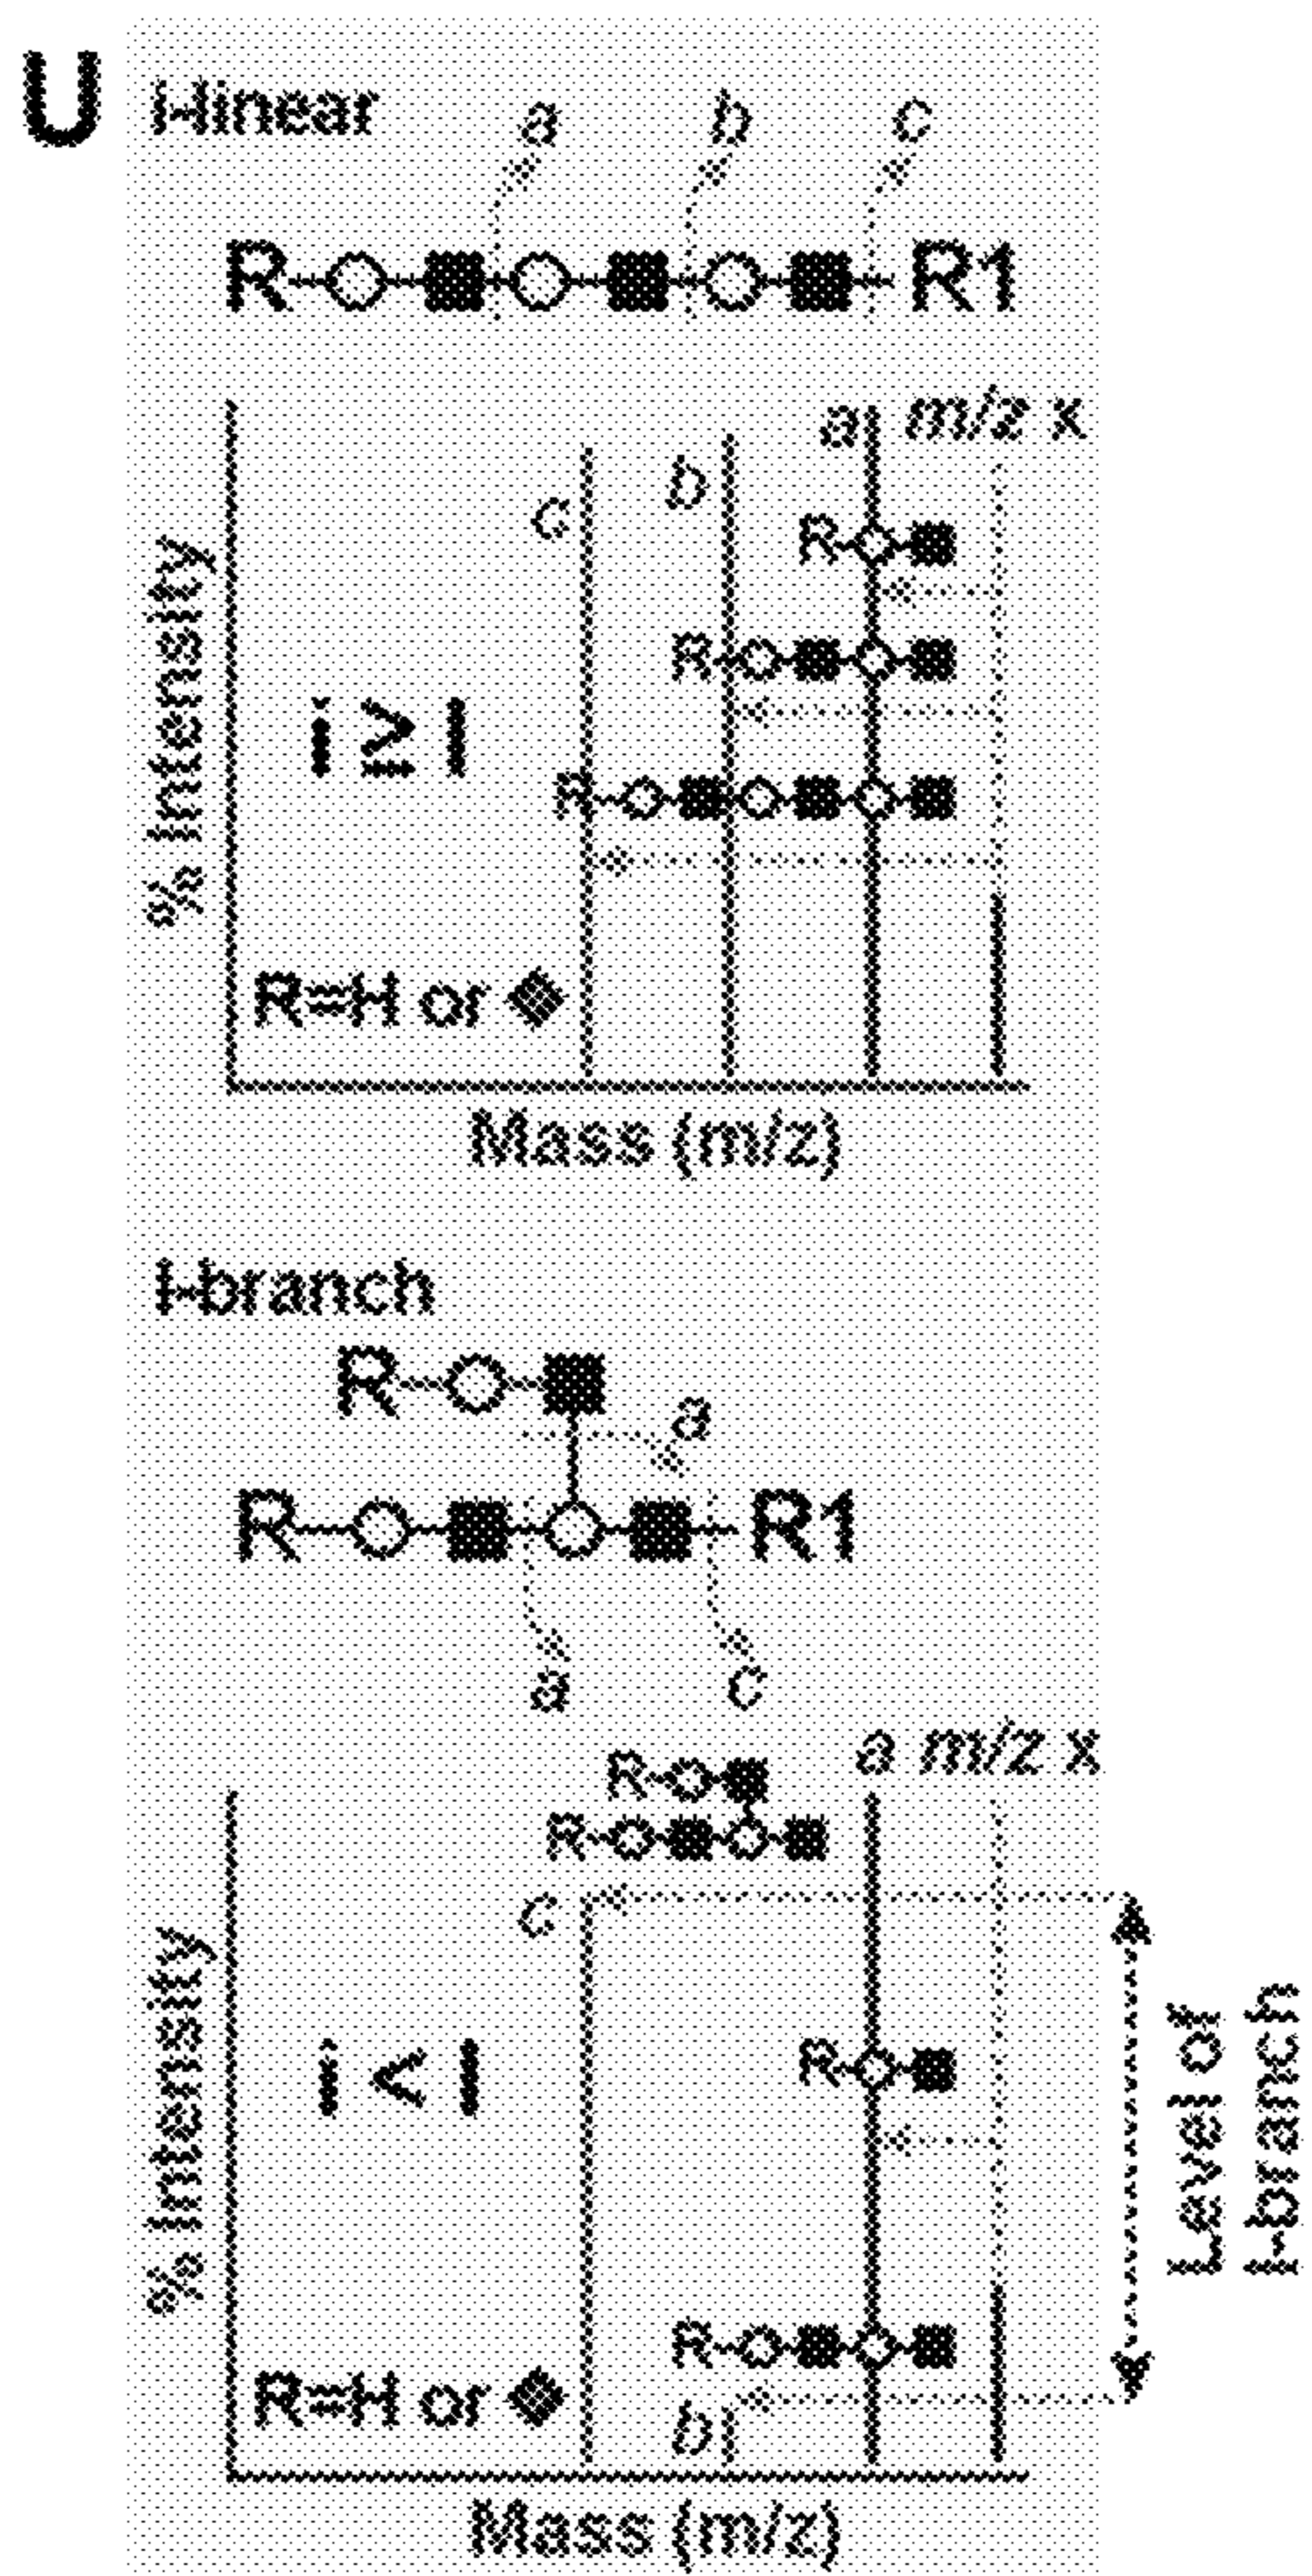 U
i-linear
a b c
R R1
a m/z x
b
c
R
R
R
% Intensity
i ≥ I
R=H or
Mass (m/z)
I-branch
R
a
R R1
a c
a m/z x
R
R
c
% Intensity
i < I
R
Level of
I-branch
R
R=H or
b
Mass (m/z)